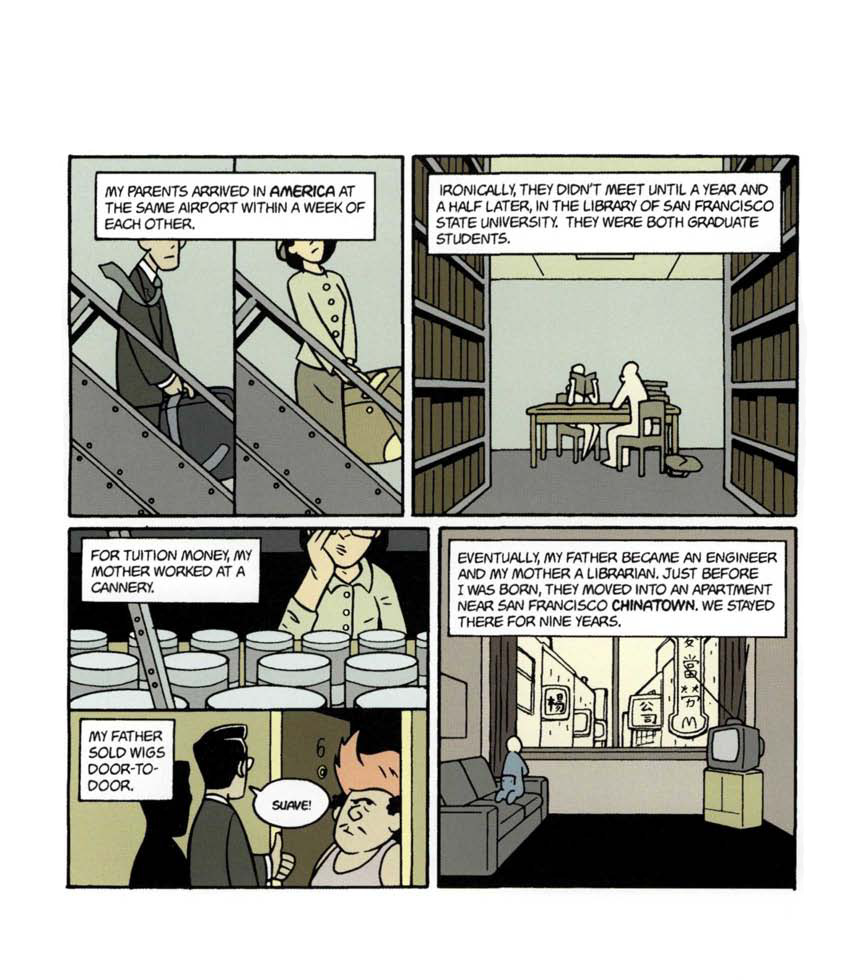 MY PARENTS ARRIVED IN AMERICA AT
THE SAME AIRPORT WITHIN A WEEK OF
EACH OTHER.
IRONICALLY, THEY DIDN'T MEET UNTIL A YEAR AND
A HALF LATER, IN THE LIBRARY OF SAN FRANCISCO
STATE UNIVERSITY. THEY WERE BOTH GRADUATE
STUDENTS.
FOR TUITION MONEY, MY
MOTHER WORKED AT A
CANNERY.
MY FATHER
SOLD WIGS
DOOR-TO-
DOOR.
6
SUAVE!
EVENTUALLY, MY FATHER BECAME AN ENGINEER
AND MY MOTHER A LIBRARIAN. JUST BEFORE
I WAS BORN, THEY MOVED INTO AN APARTMENT
NEAR SAN FRANCISCO CHINATOWN. WE STAYED
THERE FOR NINE YEARS.
楊
公司
當勞
M